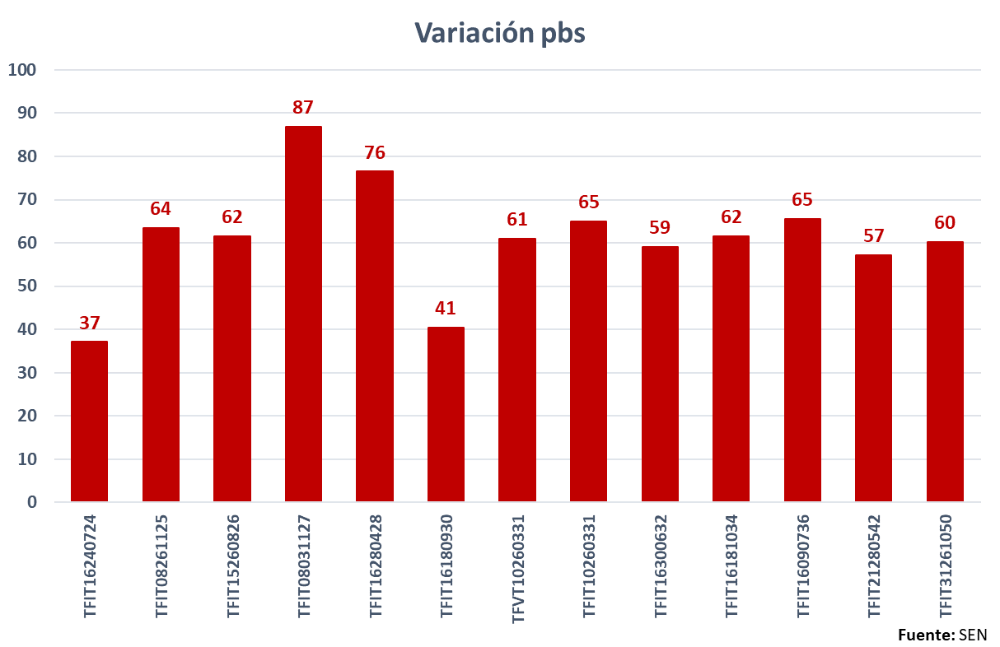 Variación pbs
100
90
80
70
60
50
40
30
20
10
0
37
64
62
87
76
41
61
65
59
62
65
57
60
TFIT16240724
TFIT08261125
TFIT15260826
TFIT08031127
TFIT16280428
TFIT16180930
TFVT10260331
TFIT10260331
TFIT16300632
TFIT16181034
TFIT16090736
TFIT21280542
TFIT31261050
Fuente: SEN